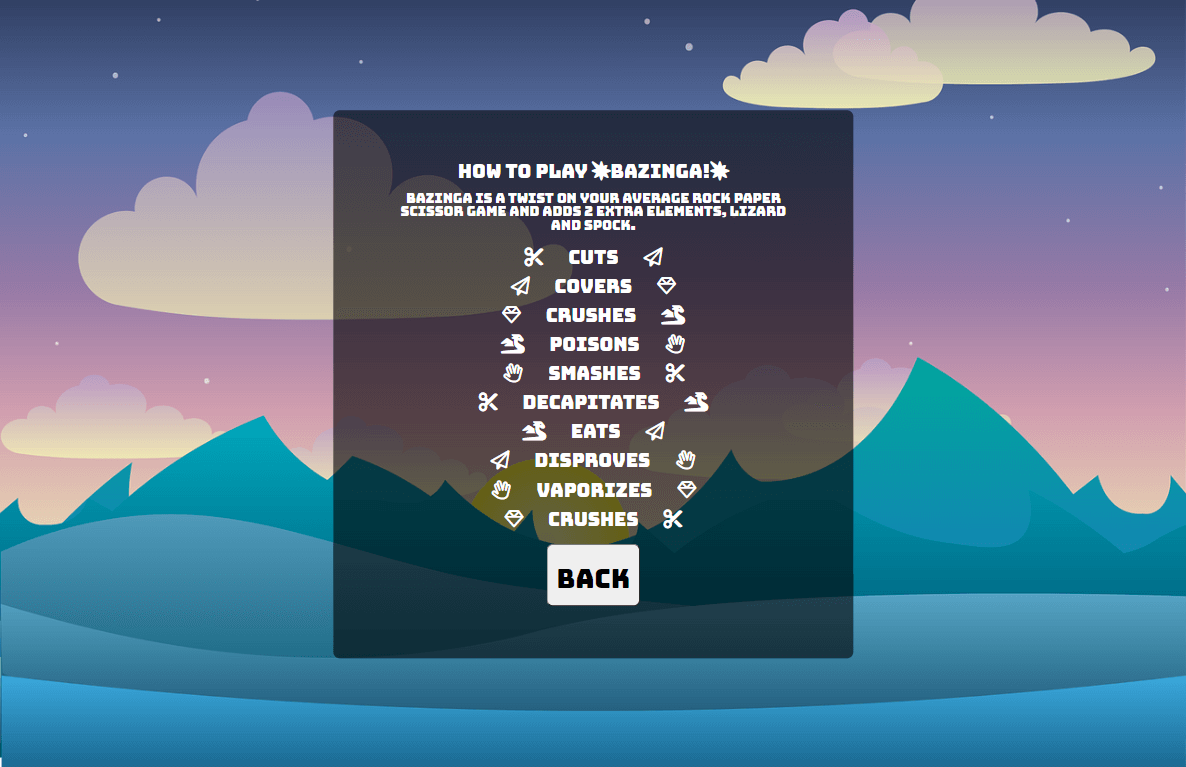 HOW TO PLAY BAZINGA!
BAZINGA IS A TWIST ON YOUR AVERAGE ROCK PAPER
SCISSOR GAME AND ADDS 2 EXTRA ELEMENTS, LIZARD
AND SPOCK.
CUTS
COVERS
CRUSHES
POISONS
SMASHES
DECAPITATES
EATS
DISPROVES
VAPORIZES
CRUSHES
BACK